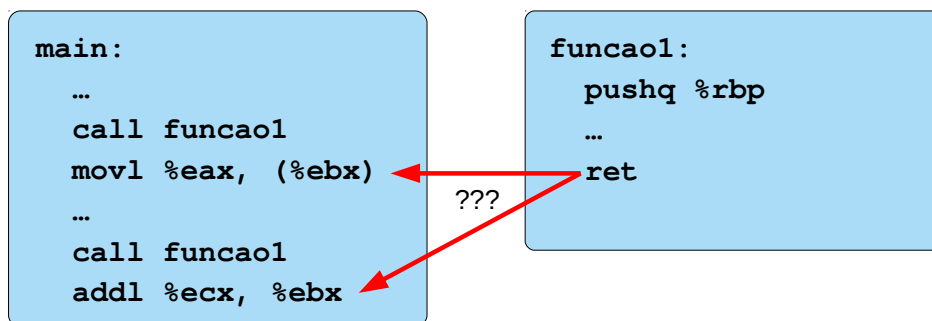 main:
…
call funcao1
movl %eax, (%ebx)
…
call funcao1
addl %ecx, %ebx
???
funcao1:
pushq %rbp
…
ret